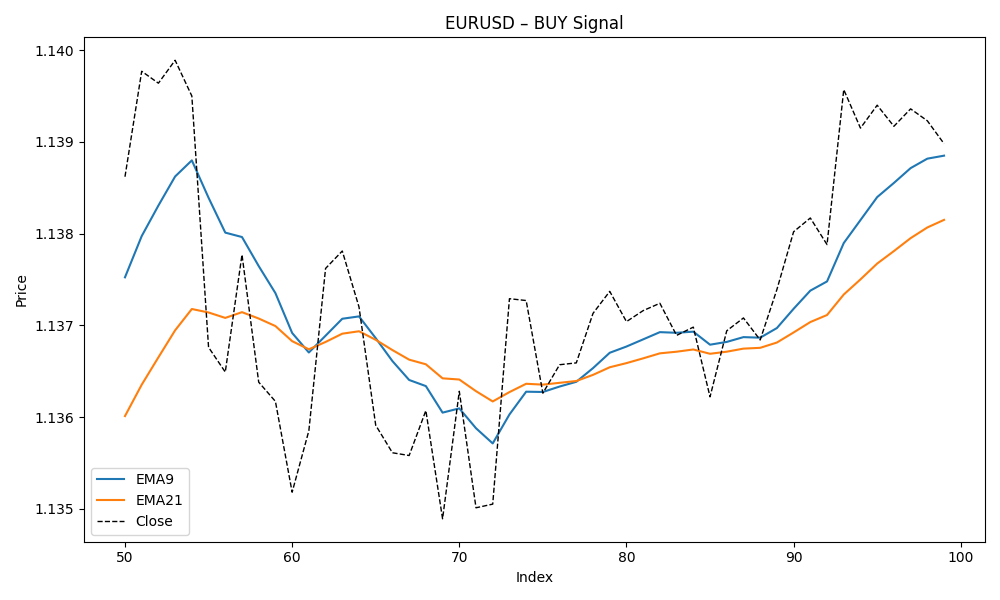 EURUSD – BUY Signal
Price
1.140
1.139
1.138
1.137
1.136
1.135
EMA9
EMA21
Close
50
60
70
80
90
100
Index